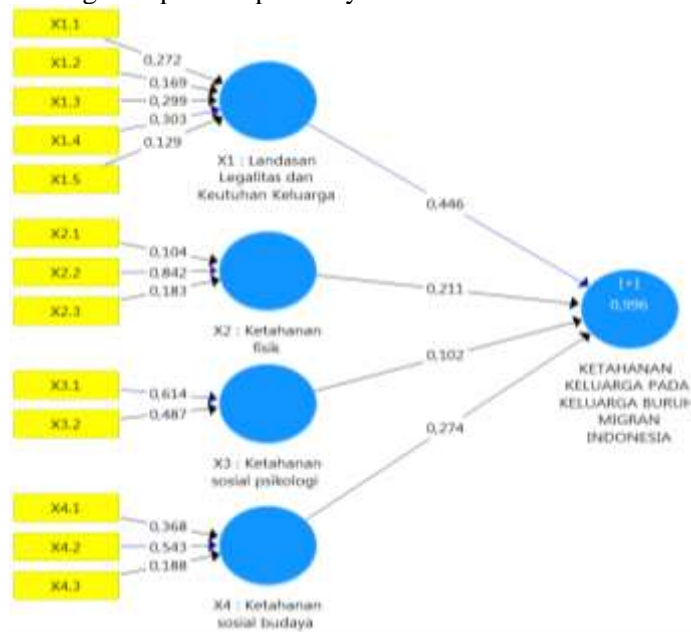 X1.1
X1.2
X1.3
X1.4
X1.5
0,272
0,169
0,299
0,303
0,129
X1 : Landasan
Legalitas dan
Keutuhan Keluarga
0,446
X2.1
X2.2
X2.3
0,104
0,842
0,183
X2 : Ketahanan
fisik
0,211
[+]
0,996
KETAHANAN
KELUARGA PADA
KELUARGA BURUH
MIGRAN
INDONESIA
X3.1
X3.2
0,614
0,487
X3 : Ketahanan
sosial psikologi
0,102
X4.1
X4.2
X4.3
0,368
0,543
0,188
X4 : Ketahanan
sosial budaya
0,274